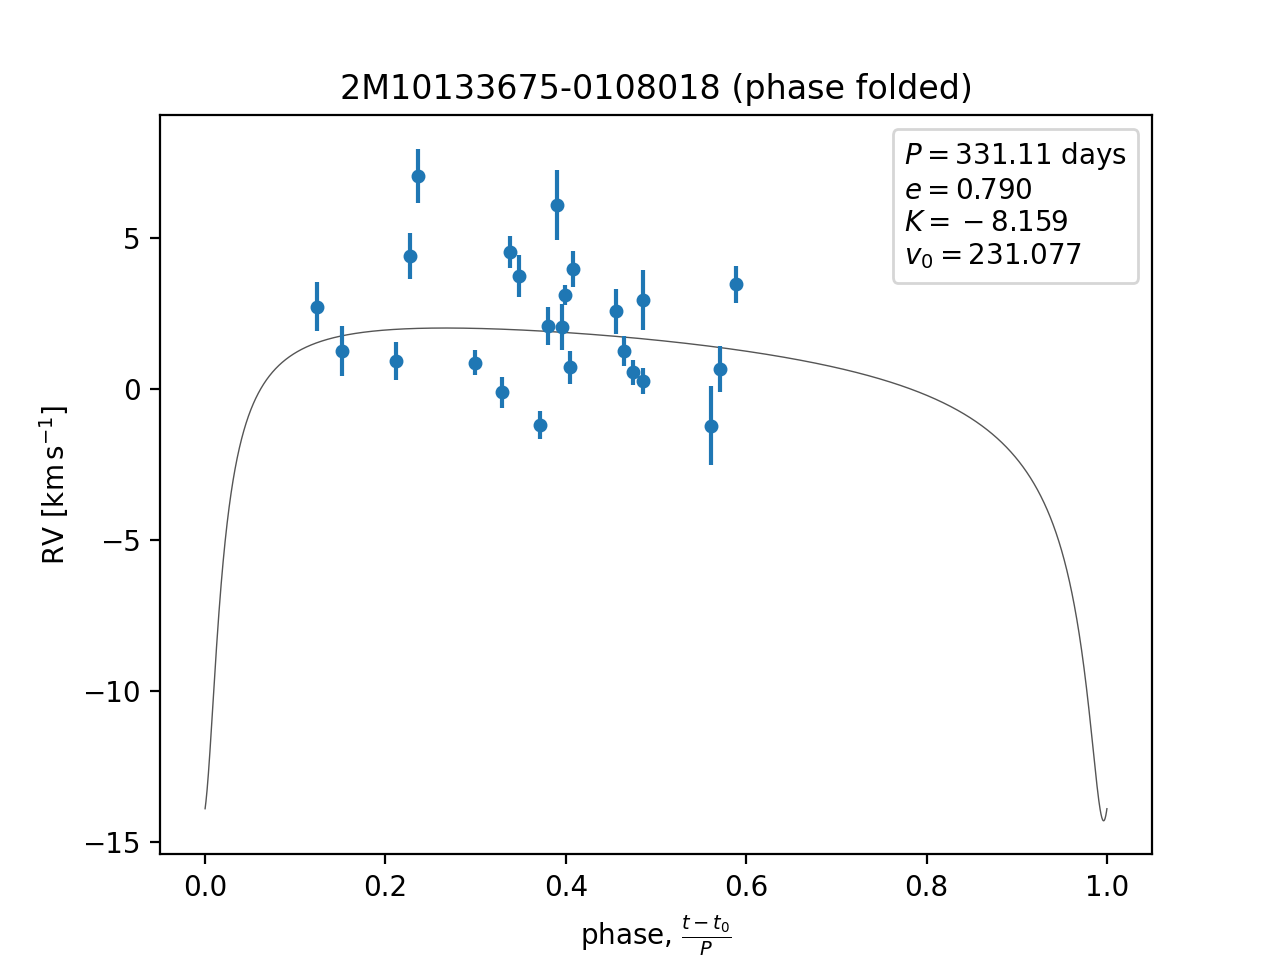 2M10133675-0108018 (phase folded)
P = 331.11 days
e = 0.790
K = −8.159
v₀ = 231.077
RV [km s⁻¹]
5
0
−5
−10
−15
0.0 0.2 0.4 0.6 0.8 1.0
phase, (t − t₀)/P